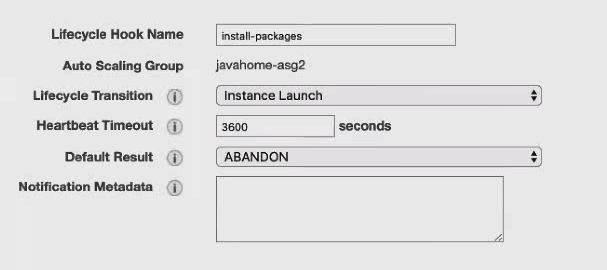 Lifecycle Hook Name install-packages
Auto Scaling Group javahome-asg2
Lifecycle Transition i Instance Launch
Heartbeat Timeout i 3600 seconds
Default Result i ABANDON
Notification Metadata i